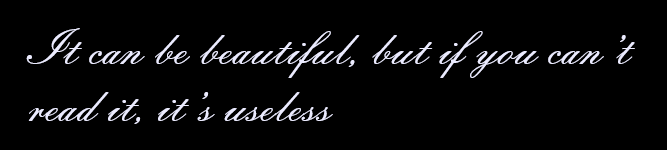 It can be beautiful, but if you can't
read it, it's useless